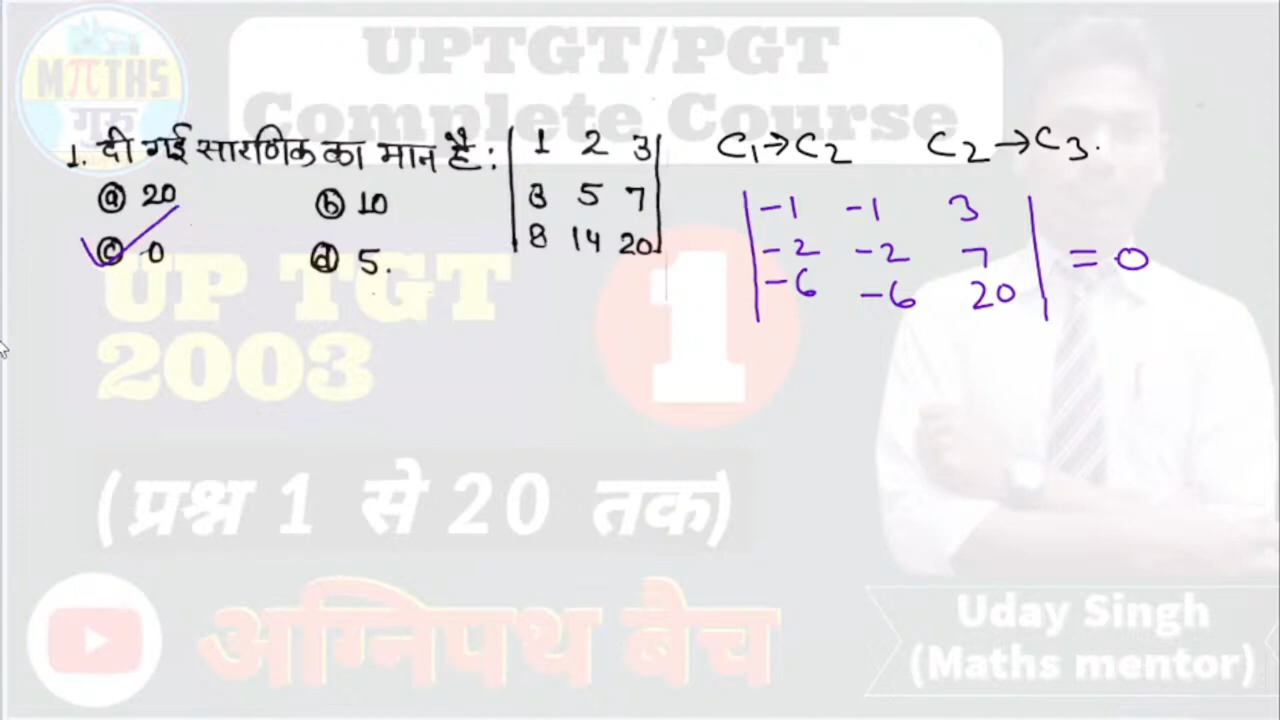 MπTHS
गुरु
UPTGT/PGT
Complete Course
1. दी गई सारणिक का मान है: | 1 2 3 |
| 3 5 7 |
| 8 14 20 |
ⓐ 20 ⓑ 10
ⓒ 0 ⓓ 5.
C₁→C₂ C₂→C₃.
| -1 -1 3 |
| -2 -2 7 | = 0
| -6 -6 20 |
UP TGT
2003
1
(प्रश्न 1 से 20 तक)
अग्निपथ बैच
Uday Singh
(Maths mentor)